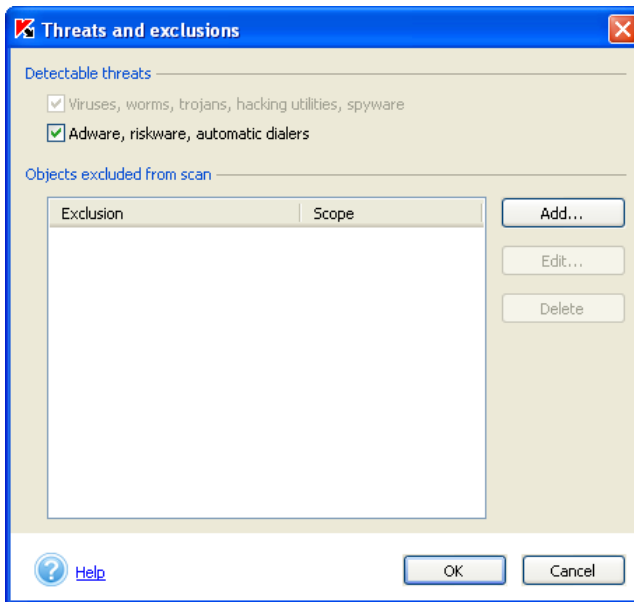 Threats and exclusions
Detectable threats
Viruses, worms, trojans, hacking utilities, spyware
Adware, riskware, automatic dialers
Objects excluded from scan
Exclusion Scope
Add...
Edit...
Delete
Help
OK
Cancel